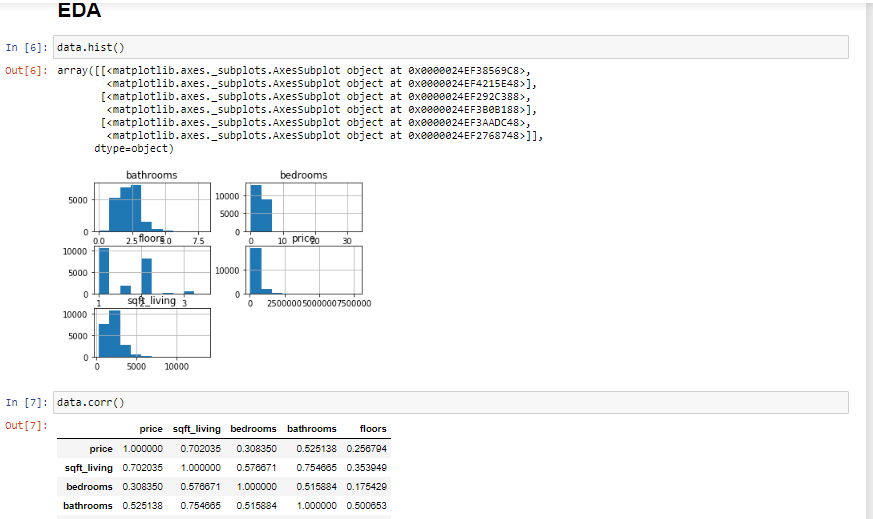 EDA
In [6]: data.hist()
Out[6]: array([[<matplotlib.axes._subplots.AxesSubplot object at 0x0000024EF38569C8>,
<matplotlib.axes._subplots.AxesSubplot object at 0x0000024EF4215E48>],
[<matplotlib.axes._subplots.AxesSubplot object at 0x0000024EF292C388>,
<matplotlib.axes._subplots.AxesSubplot object at 0x0000024EF3B0B188>],
[<matplotlib.axes._subplots.AxesSubplot object at 0x0000024EF3AADC48>,
<matplotlib.axes._subplots.AxesSubplot object at 0x0000024EF2768748>]],
dtype=object)
bathrooms
5000
0
0.0 2.5 5.0 7.5
bedrooms
10000
5000
0
0 10 20 30
floors
10000
5000
0
1 2 3
price
10000
0
0 2500000 5000000 7500000
sqft_living
10000
5000
0
0 5000 10000
In [7]: data.corr()
Out[7]:
price sqft_living bedrooms bathrooms floors
price 1.000000 0.702035 0.308350 0.525138 0.256794
sqft_living 0.702035 1.000000 0.576671 0.754665 0.353949
bedrooms 0.308350 0.576671 1.000000 0.515884 0.175429
bathrooms 0.525138 0.754665 0.515884 1.000000 0.500653